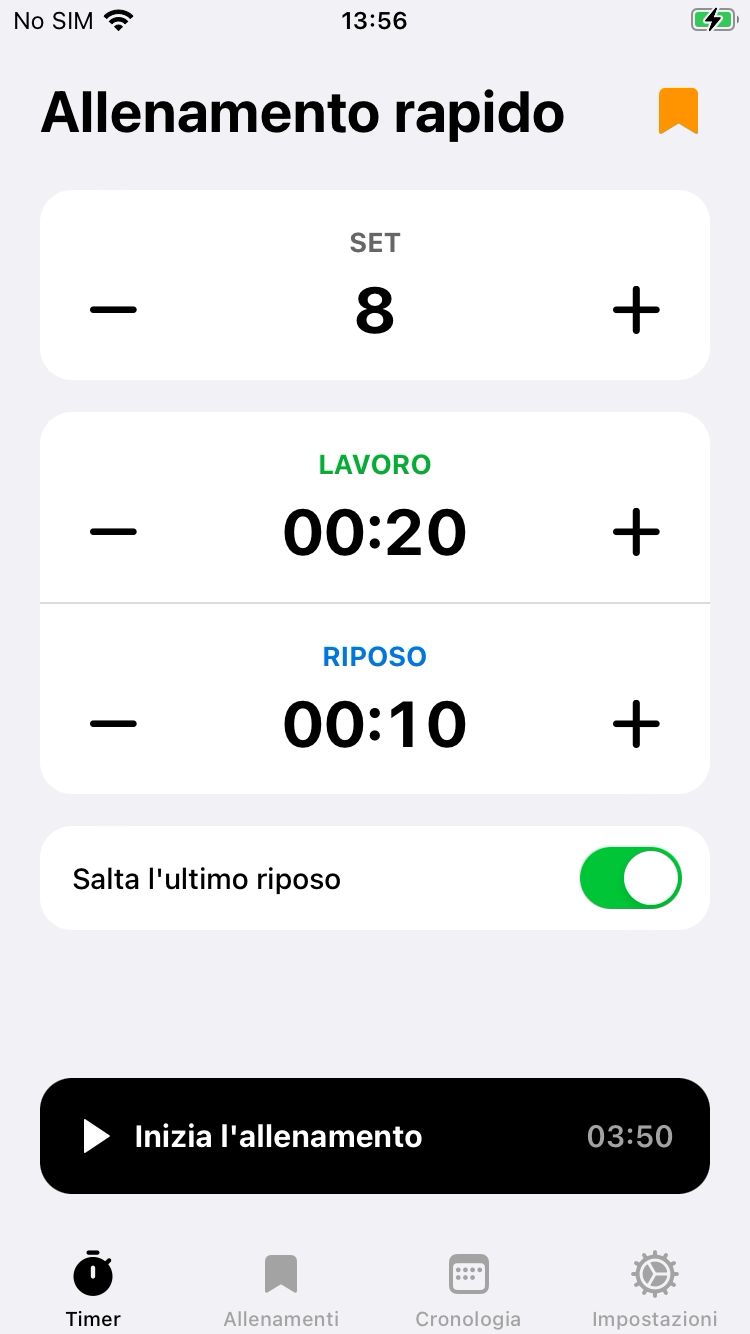 No SIM 13:56
Allenamento rapido
SET
8
LAVORO
00:20
RIPOSO
00:10
Salta l'ultimo riposo
Inizia l'allenamento 03:50
Timer Allenamenti Cronologia Impostazioni